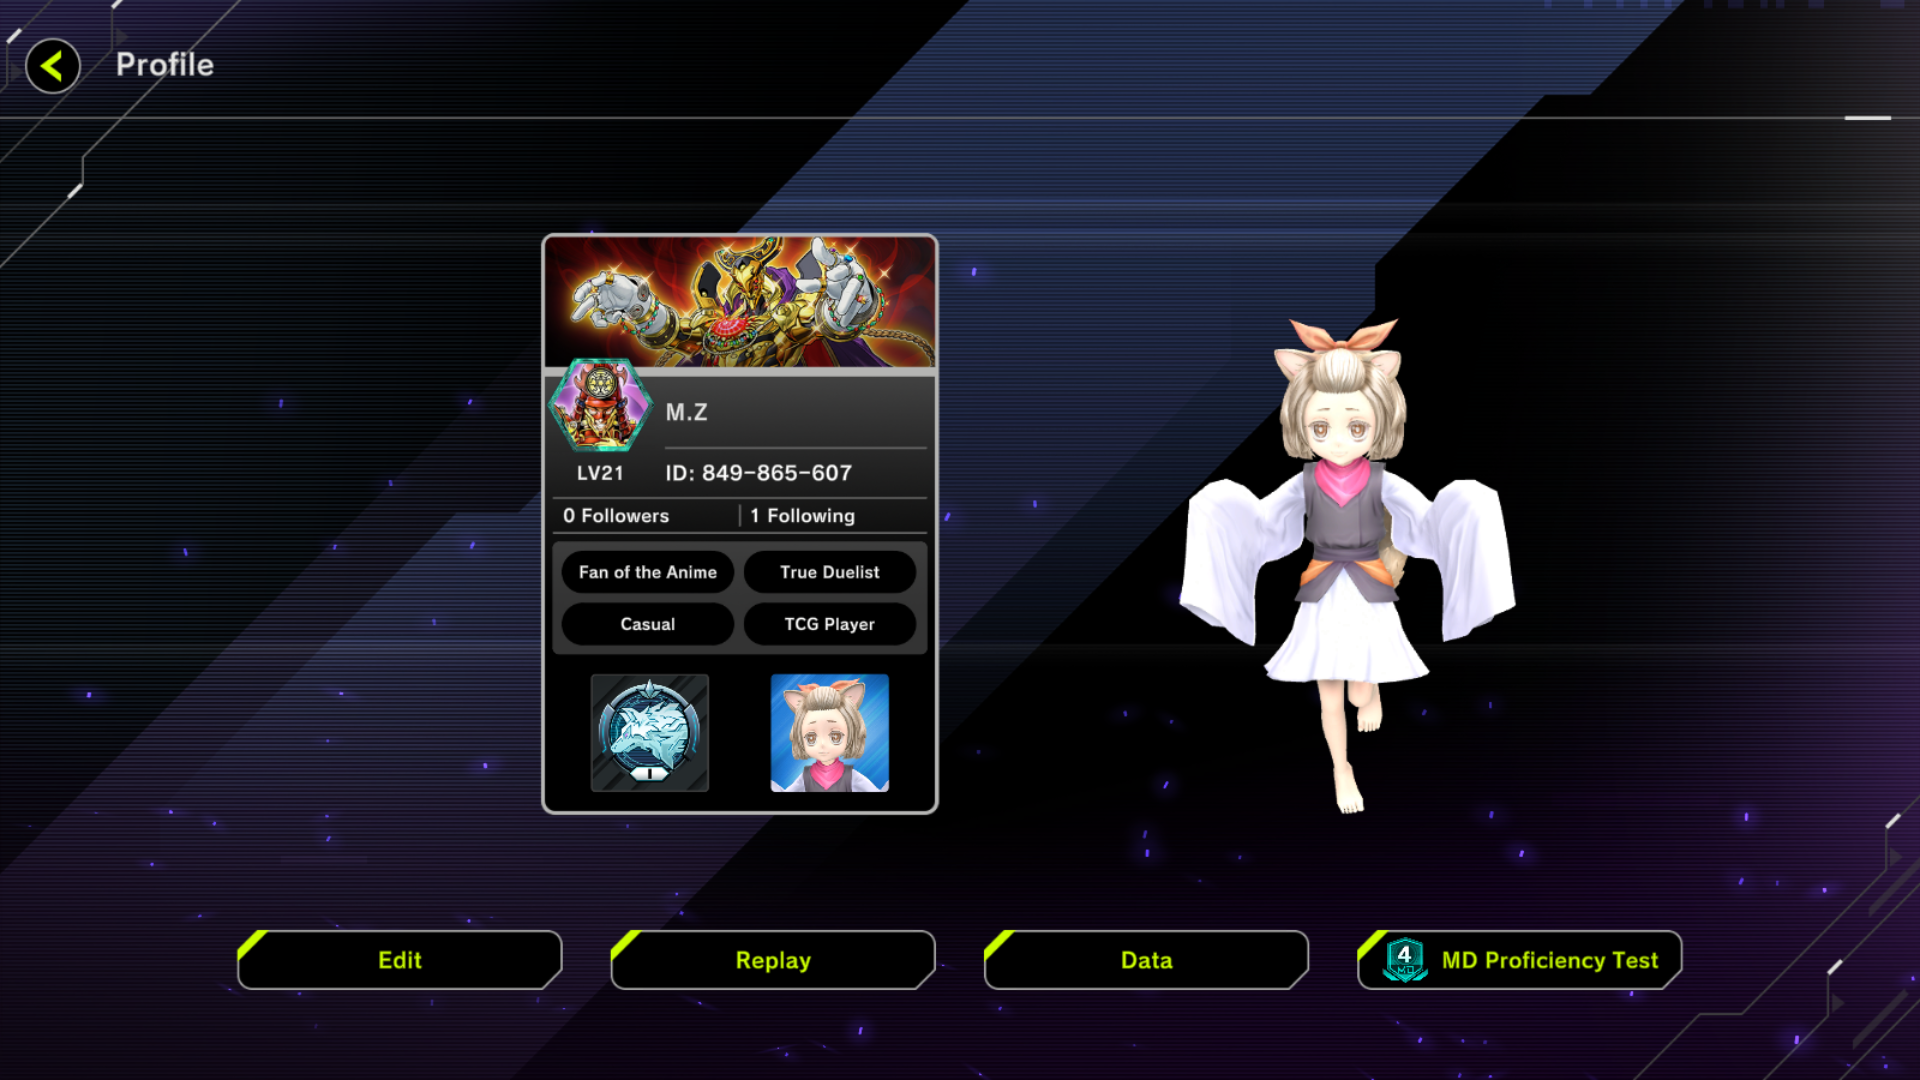 Profile
M.Z
LV21
ID: 849-865-607
0 Followers
1 Following
Fan of the Anime
True Duelist
Casual
TCG Player
I
Edit
Replay
Data
4
MD
MD Proficiency Test